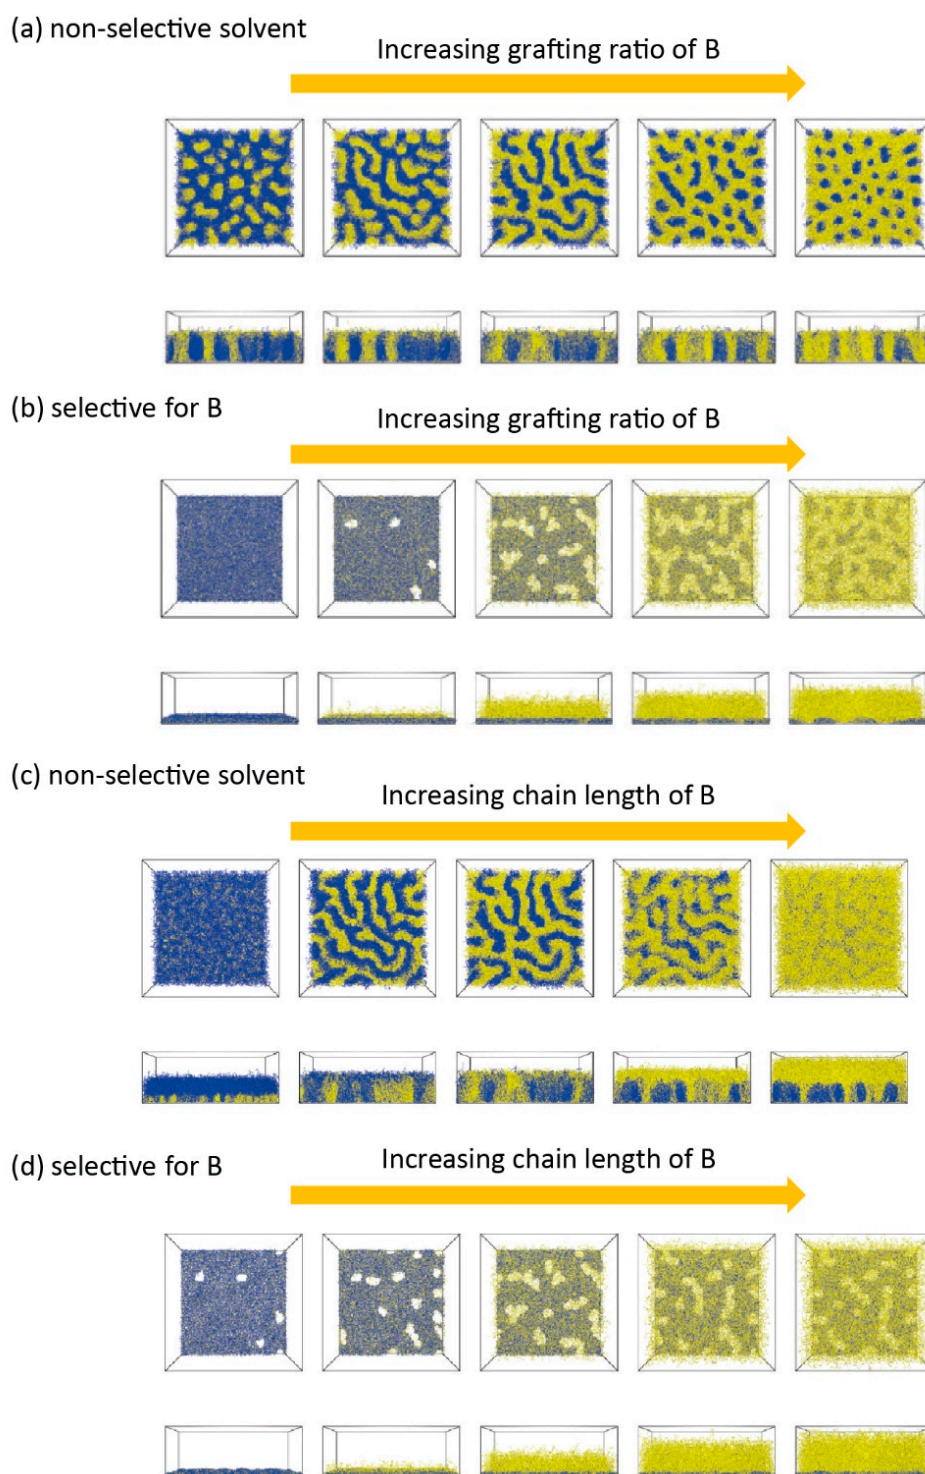 (a) non-selective solvent
Increasing grafting ratio of B
(b) selective for B
Increasing grafting ratio of B
(c) non-selective solvent
Increasing chain length of B
(d) selective for B
Increasing chain length of B